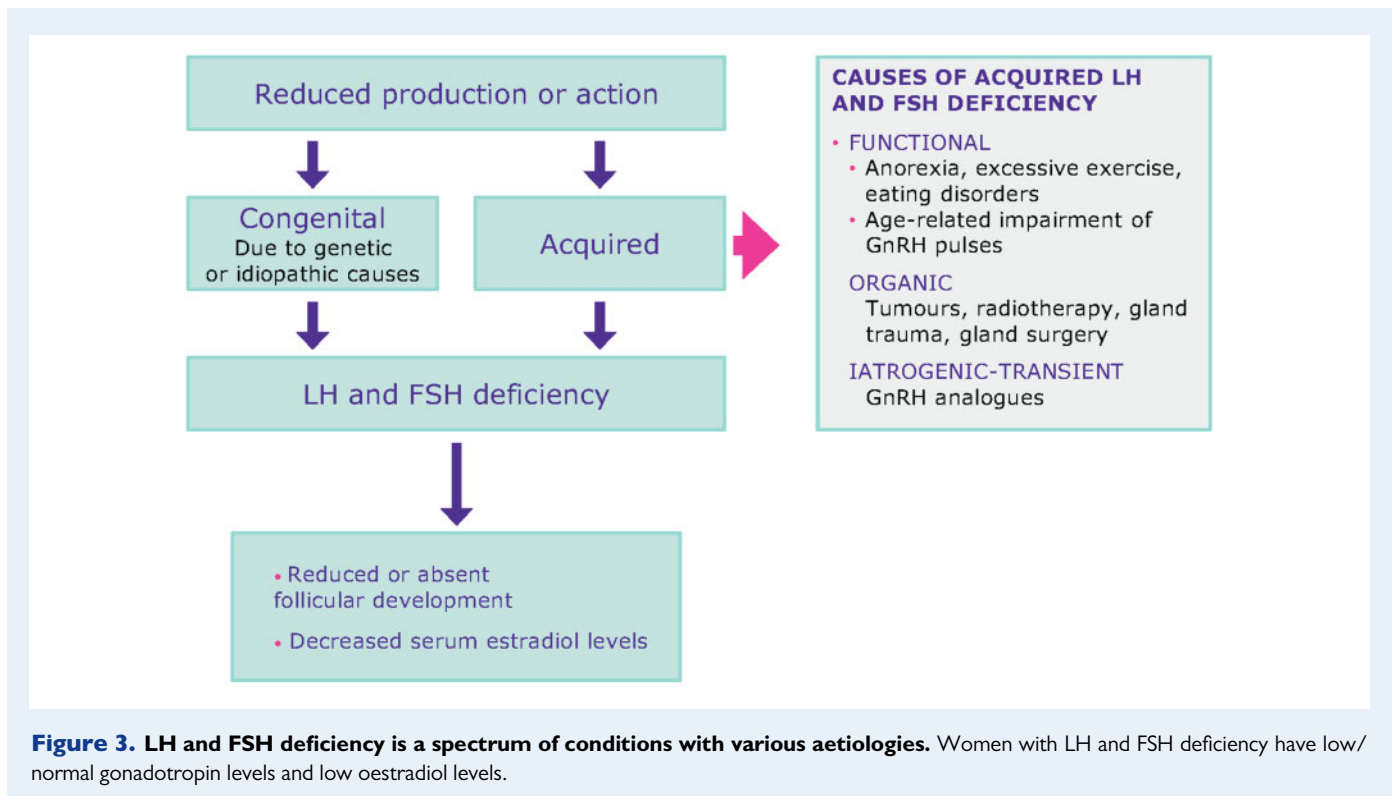 Reduced production or action
Congenital
Due to genetic
or idiopathic causes
Acquired
LH and FSH deficiency
• Reduced or absent
follicular development
• Decreased serum estradiol levels
CAUSES OF ACQUIRED LH
AND FSH DEFICIENCY
• FUNCTIONAL
• Anorexia, excessive exercise,
eating disorders
• Age-related impairment of
GnRH pulses
ORGANIC
Tumours, radiotherapy, gland
trauma, gland surgery
IATROGENIC-TRANSIENT
GnRH analogues
Figure 3. LH and FSH deficiency is a spectrum of conditions with various aetiologies. Women with LH and FSH deficiency have low/
normal gonadotropin levels and low oestradiol levels.